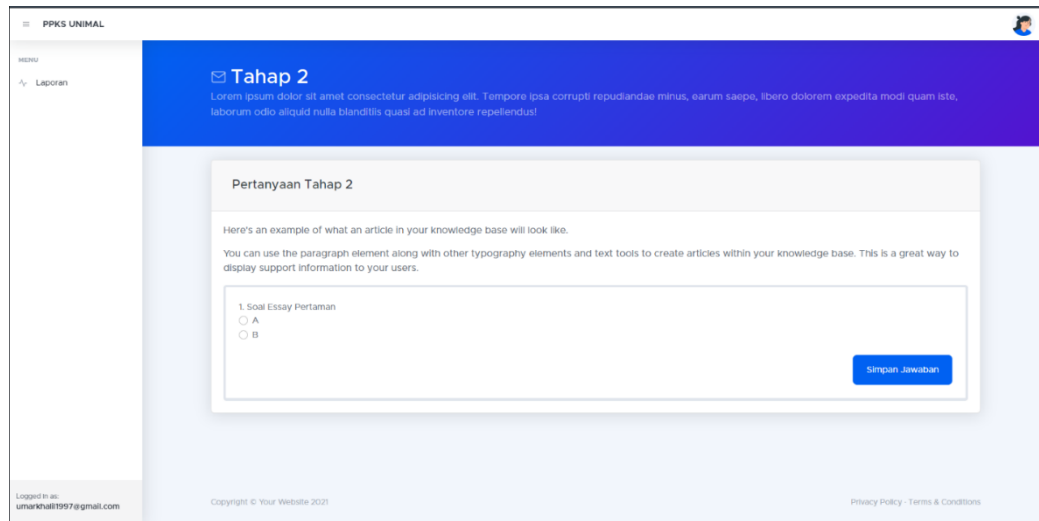 PPKS UNIMAL
MENU
Laporan
Tahap 2
Lorem ipsum dolor sit amet consectetur adipisicing elit. Tempore ipsa corrupti repudiandae minus, earum saepe, libero dolorem expedita modi quam iste,
laborum odio aliquid nulla blanditiis quasi ad inventore repellendus!
Pertanyaan Tahap 2
Here's an example of what an article in your knowledge base will look like.
You can use the paragraph element along with other typography elements and text tools to create articles within your knowledge base. This is a great way to
display support information to your users.
1. Soal Essay Pertaman
A
B
Simpan Jawaban
Logged in as:
umarkhalil1997@gmail.com
Copyright © Your Website 2021
Privacy Policy · Terms & Conditions